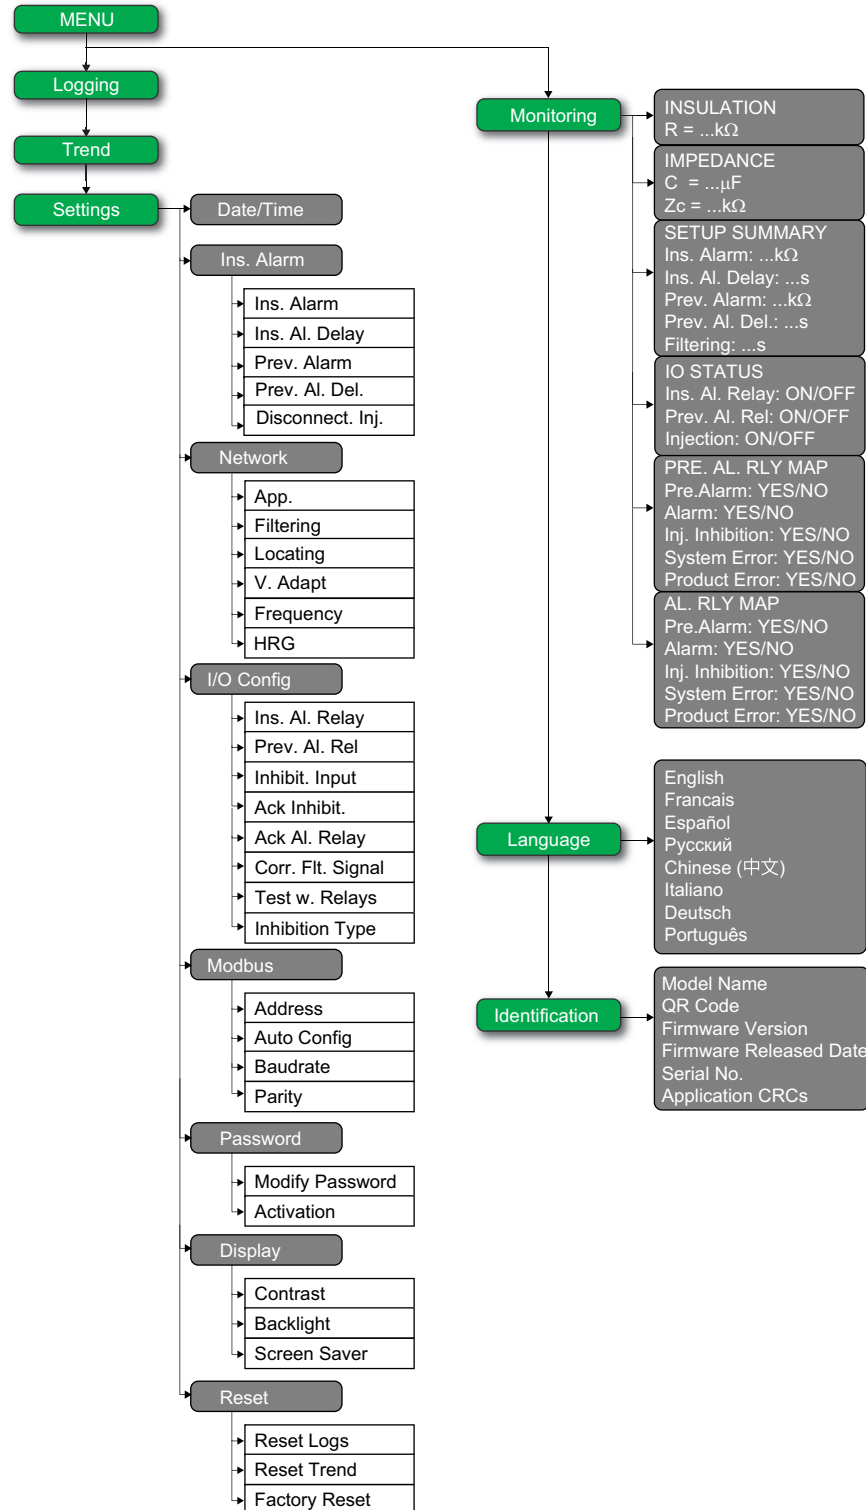 MENU
Logging
Trend
Settings
Date/Time
Ins. Alarm
Ins. Alarm
Ins. Al. Delay
Prev. Alarm
Prev. Al. Del.
Disconnect. Inj.
Network
App.
Filtering
Locating
V. Adapt
Frequency
HRG
I/O Config
Ins. Al. Relay
Prev. Al. Rel
Inhibit. Input
Ack Inhibit.
Ack Al. Relay
Corr. Flt. Signal
Test w. Relays
Inhibition Type
Modbus
Address
Auto Config
Baudrate
Parity
Password
Modify Password
Activation
Display
Contrast
Backlight
Screen Saver
Reset
Reset Logs
Reset Trend
Factory Reset
Monitoring
INSULATION
R = ...kΩ
IMPEDANCE
C = ...μF
Zc = ...kΩ
SETUP SUMMARY
Ins. Alarm: ...kΩ
Ins. Al. Delay: ...s
Prev. Alarm: ...kΩ
Prev. Al. Del.: ...s
Filtering: ...s
IO STATUS
Ins. Al. Relay: ON/OFF
Prev. Al. Rel: ON/OFF
Injection: ON/OFF
PRE. AL. RLY MAP
Pre.Alarm: YES/NO
Alarm: YES/NO
Inj. Inhibition: YES/NO
System Error: YES/NO
Product Error: YES/NO
AL. RLY MAP
Pre.Alarm: YES/NO
Alarm: YES/NO
Inj. Inhibition: YES/NO
System Error: YES/NO
Product Error: YES/NO
Language
English
Francais
Español
Русский
Chinese (中文)
Italiano
Deutsch
Português
Identification
Model Name
QR Code
Firmware Version
Firmware Released Date
Serial No.
Application CRCs